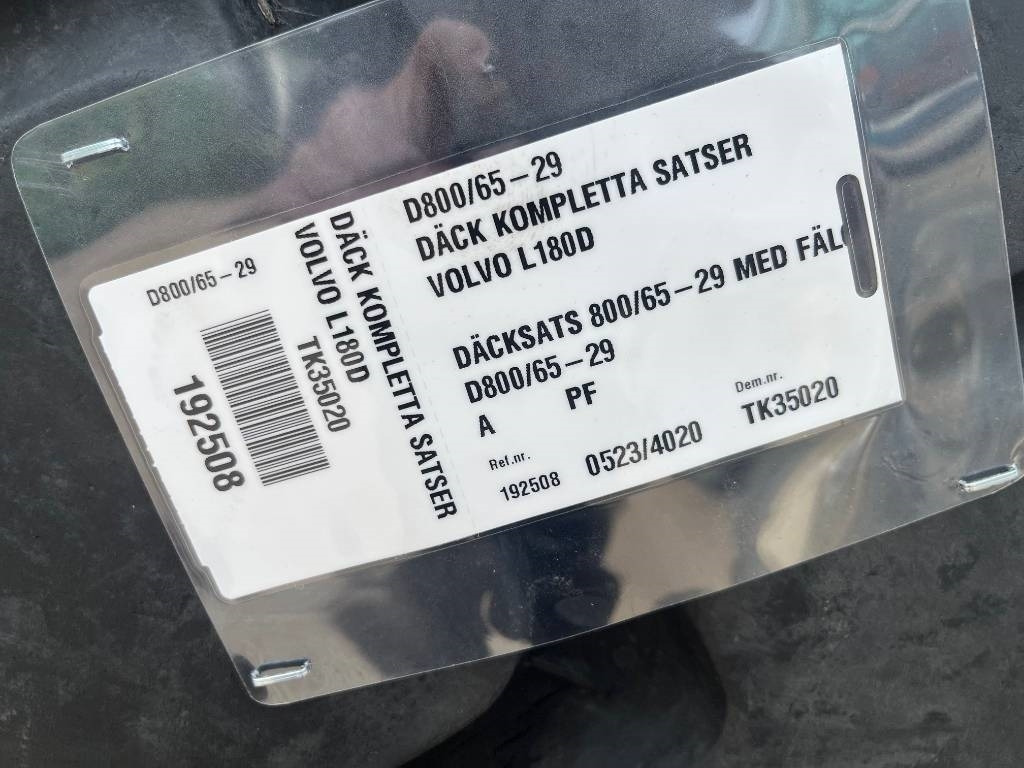 D800/65-29
192508
DÄCK KOMPLETTA SATSER
VOLVO L180D
TK35020
D800/65-29
DÄCK KOMPLETTA SATSER
VOLVO L180D
DÄCKSATS 800/65-29 MED
D800/65-29
A PF
Ref.nr. Dem.nr.
192508 0523/4020 TK35020